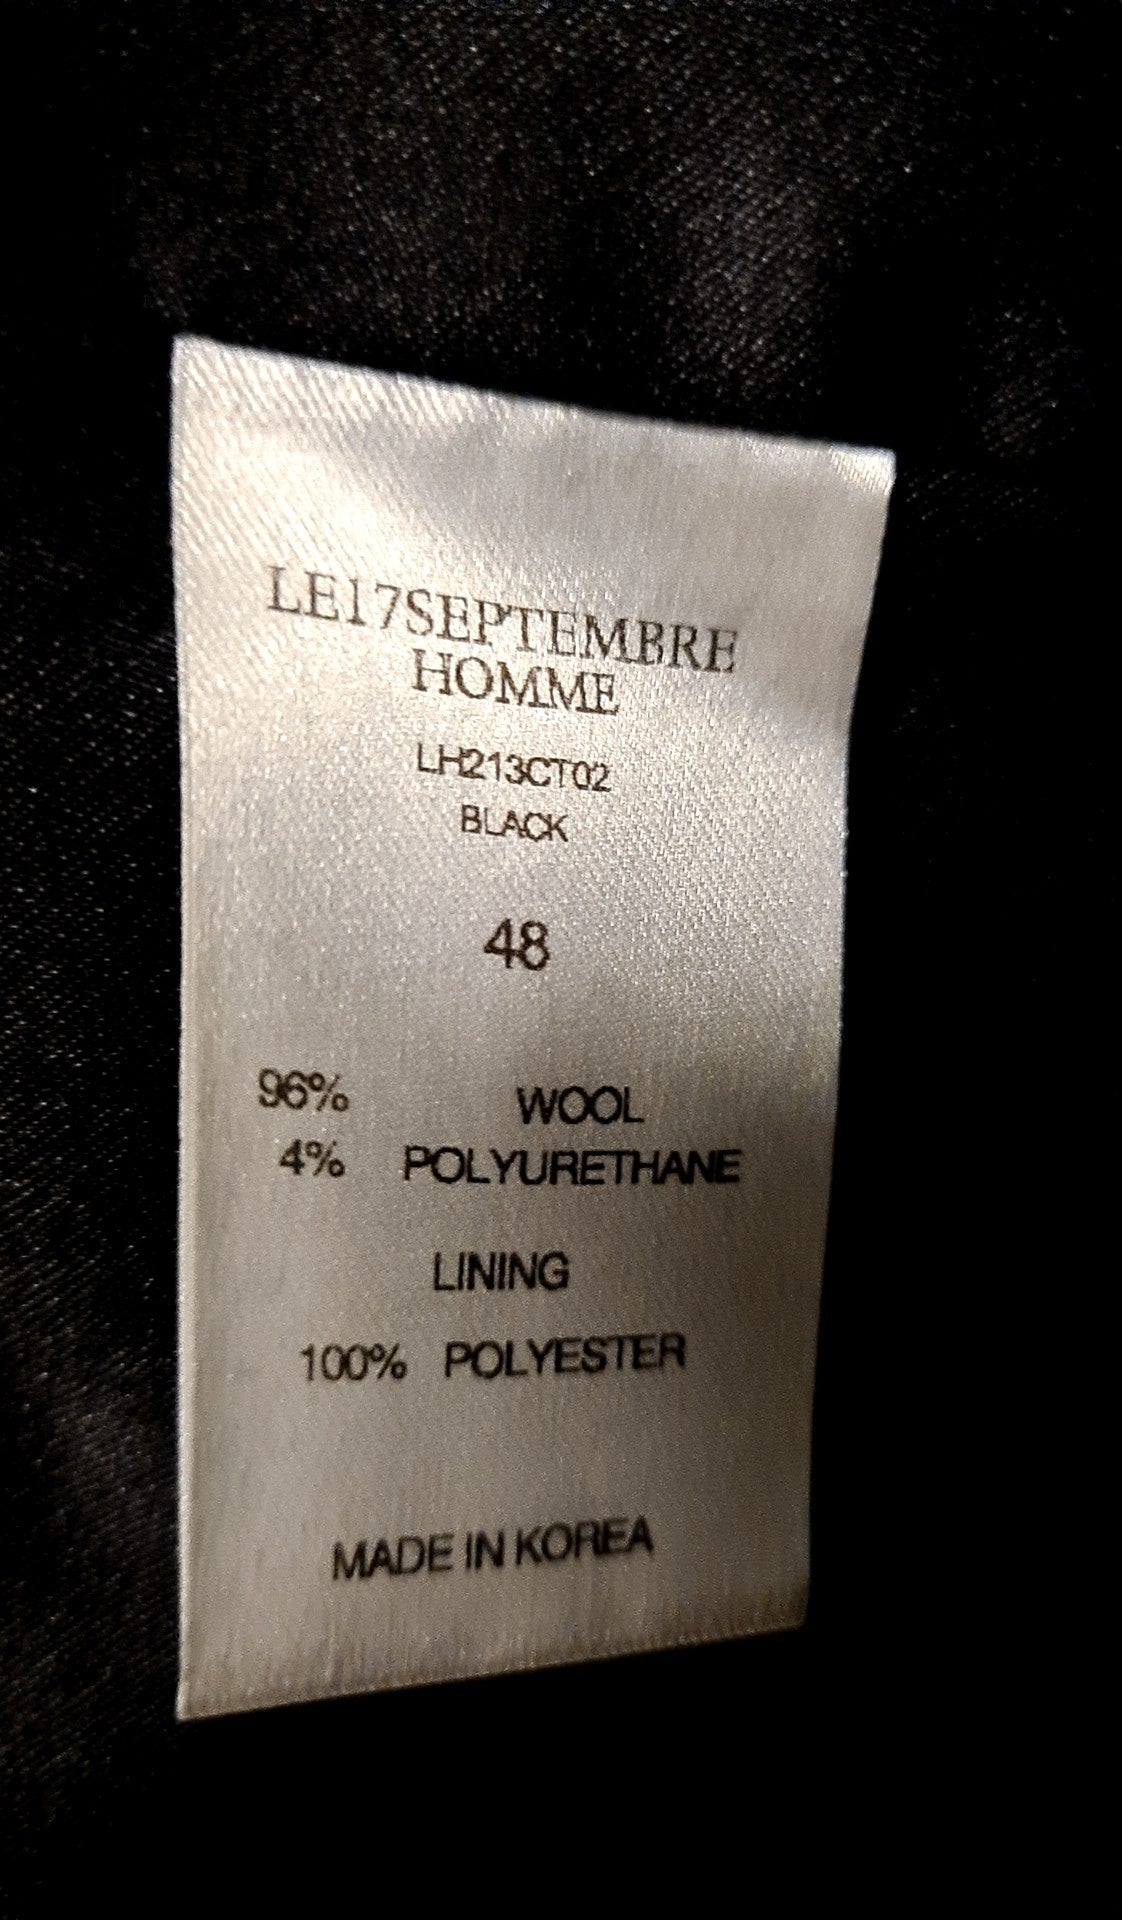 LE17SEPTEMBRE
HOMME
LH213CT02
BLACK
48
96% WOOL
4% POLYURETHANE
LINING
100% POLYESTER
MADE IN KOREA